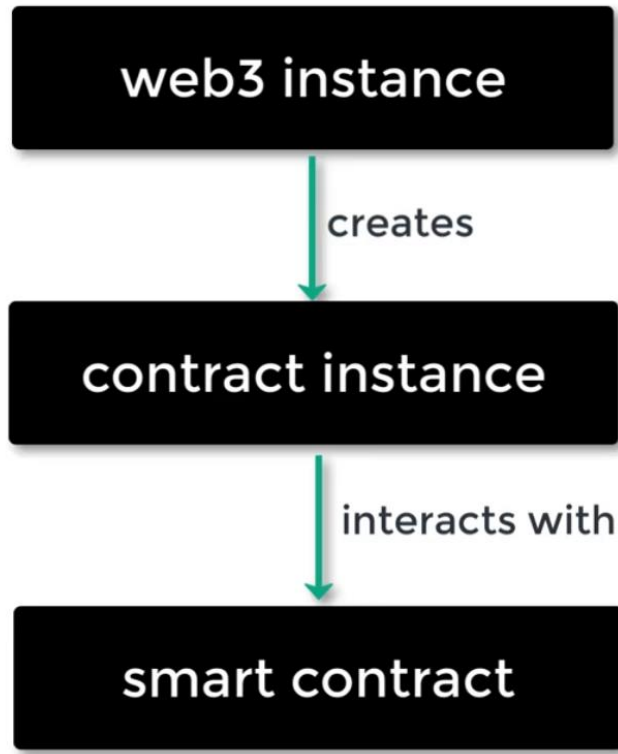 web3 instance
creates
contract instance
interacts with
smart contract